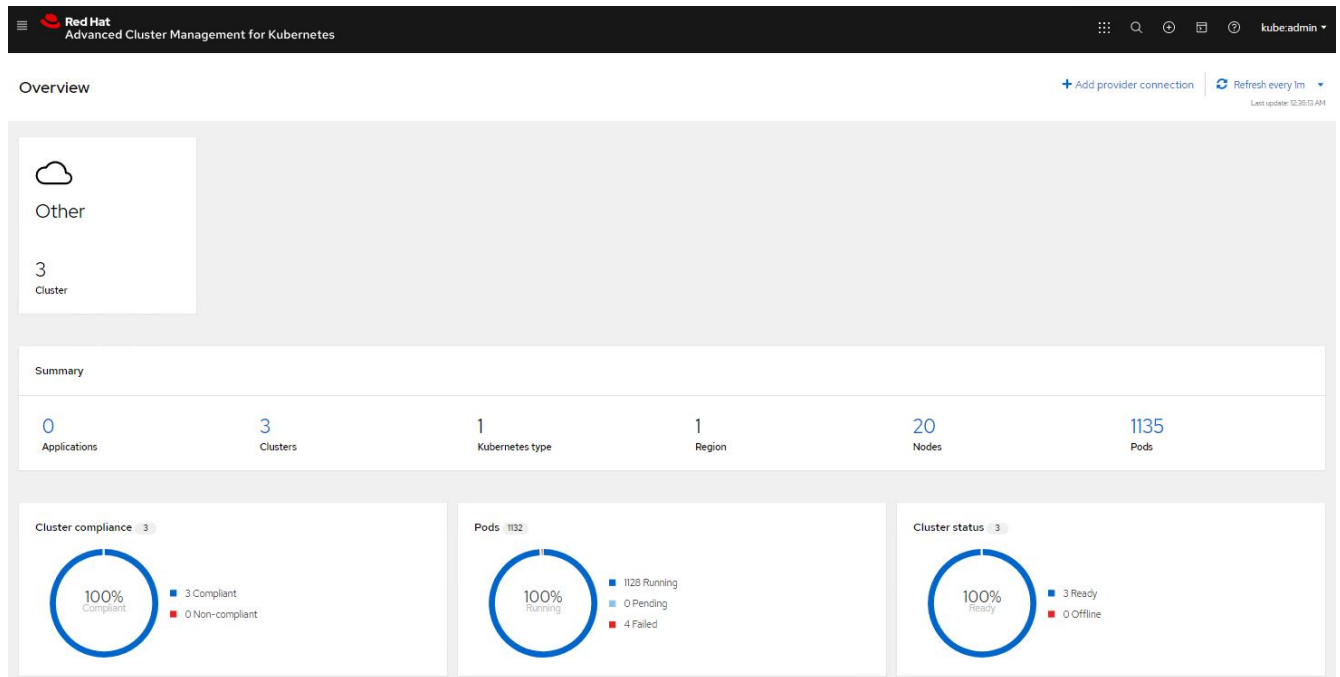 Red Hat
Advanced Cluster Management for Kubernetes
kube:admin
Overview
Add provider connection
Refresh every 1m
Last update: 12:36:13 AM
Other
3
Cluster
Summary
0
Applications
3
Clusters
1
Kubernetes type
1
Region
20
Nodes
1135
Pods
Cluster compliance 3
100%
Compliant
3 Compliant
0 Non-compliant
Pods 1132
100%
Running
1128 Running
0 Pending
4 Failed
Cluster status 3
100%
Ready
3 Ready
0 Offline